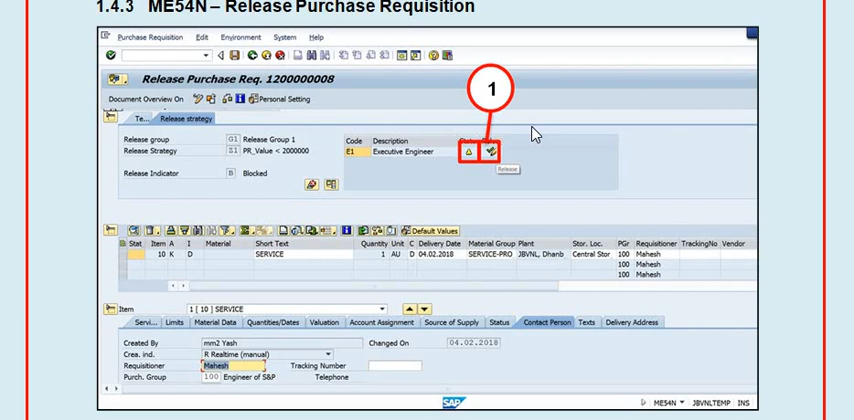 1.4.3 ME54N – Release Purchase Requisition
Purchase Requisition Edit Environment System Help
Release Purchase Req. 1200000008
Document Overview On Personal Setting
1
Te... Release strategy
Release group G1 Release Group 1
Code Description
Release Strategy Z1 PR_Value < 2000000
E1 Executive Engineer
Release
Release Indicator B Blocked
Default Values
Stat Item A I Material Short Text Quantity Unit C Delivery Date Material Group Plant Stor. Loc. PGr Requisitioner TrackingNo Vendor
10 K D SERVICE 1 AU D 04.02.2018 SERVICE-PRO JBVNL, Dhanb Central Stor 100 Mahesh
100 Mahesh
100 Mahesh
Item 1 [ 10 ] SERVICE
Servi... Limits Material Data Quantities/Dates Valuation Account Assignment Source of Supply Status Contact Person Texts Delivery Address
Created By mm2 Yash Changed On 04.02.2018
Crea. ind. R Realtime (manual)
Requisitioner Mahesh Tracking Number
Purch. Group 100 Engineer of S&P Telephone
SAP
ME54N JBVNLTEMP INS